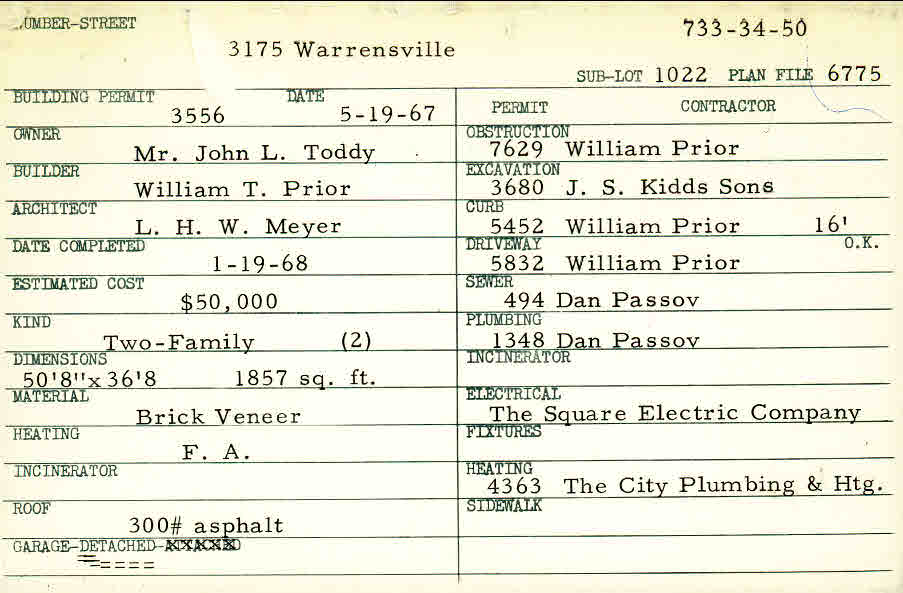 UMBER-STREET
733-34-50
3175 Warrensville
SUB-LOT 1022 PLAN FILE 6775
BUILDING PERMIT DATE
3556 5-19-67
OWNER
Mr. John L. Toddy
BUILDER
William T. Prior
ARCHITECT
L. H. W. Meyer
DATE COMPLETED
1-19-68
ESTIMATED COST
$50,000
KIND
Two-Family (2)
DIMENSIONS
50'8"x 36'8 1857 sq. ft.
MATERIAL
Brick Veneer
HEATING
F. A.
INCINERATOR
ROOF
300# asphalt
GARAGE-DETACHED-
PERMIT CONTRACTOR
OBSTRUCTION
7629 William Prior
EXCAVATION
3680 J. S. Kidds Sons
CURB
5452 William Prior 16'
DRIVEWAY O.K.
5832 William Prior
SEWER
494 Dan Passov
PLUMBING
1348 Dan Passov
INCINERATOR
ELECTRICAL
The Square Electric Company
FIXTURES
HEATING
4363 The City Plumbing & Htg.
SIDEWALK